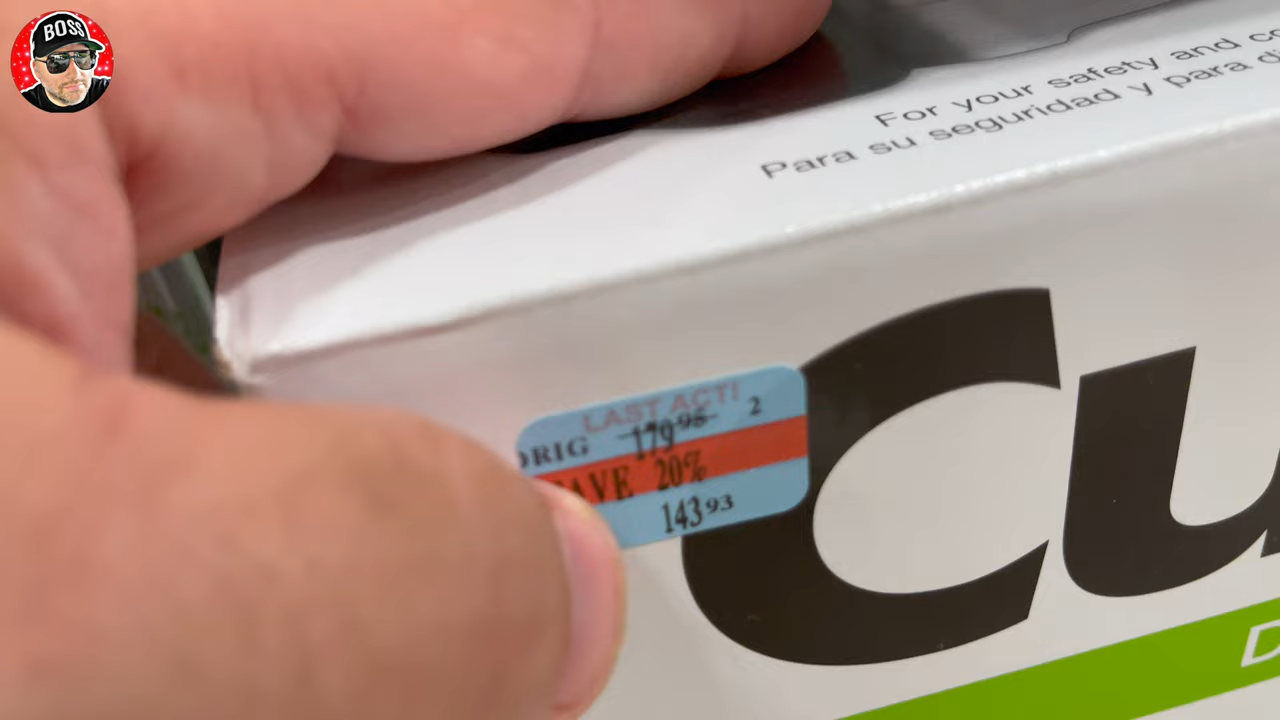 BOSS
For your safety and co
Para su seguridad y para d
LAST ACT!
ORIG 179.95 2
SAVE 20%
143.93
Cu
D